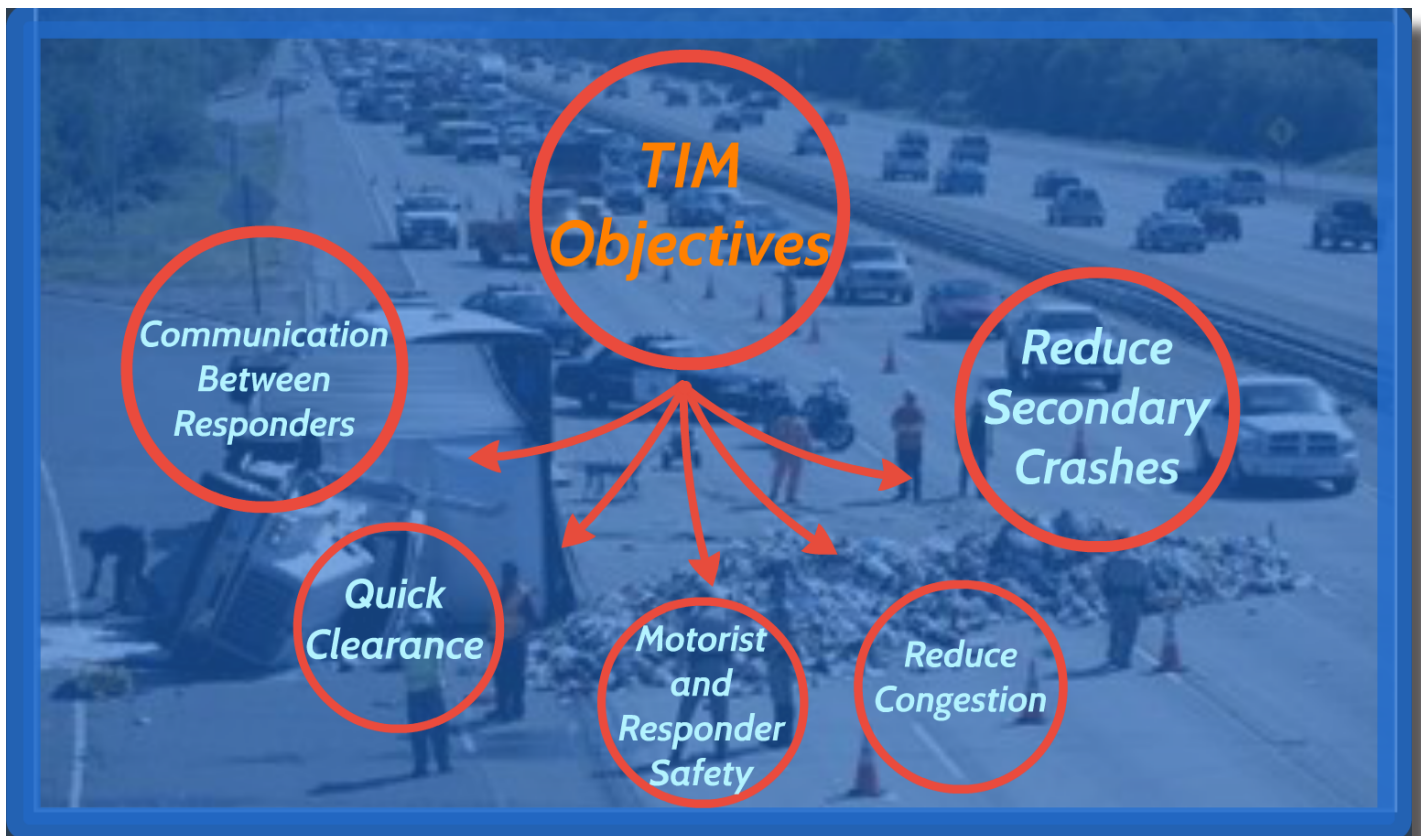 TIM
Objectives
Communication
Between
Responders
Reduce
Secondary
Crashes
Quick
Clearance
Motorist
and
Responder
Safety
Reduce
Congestion